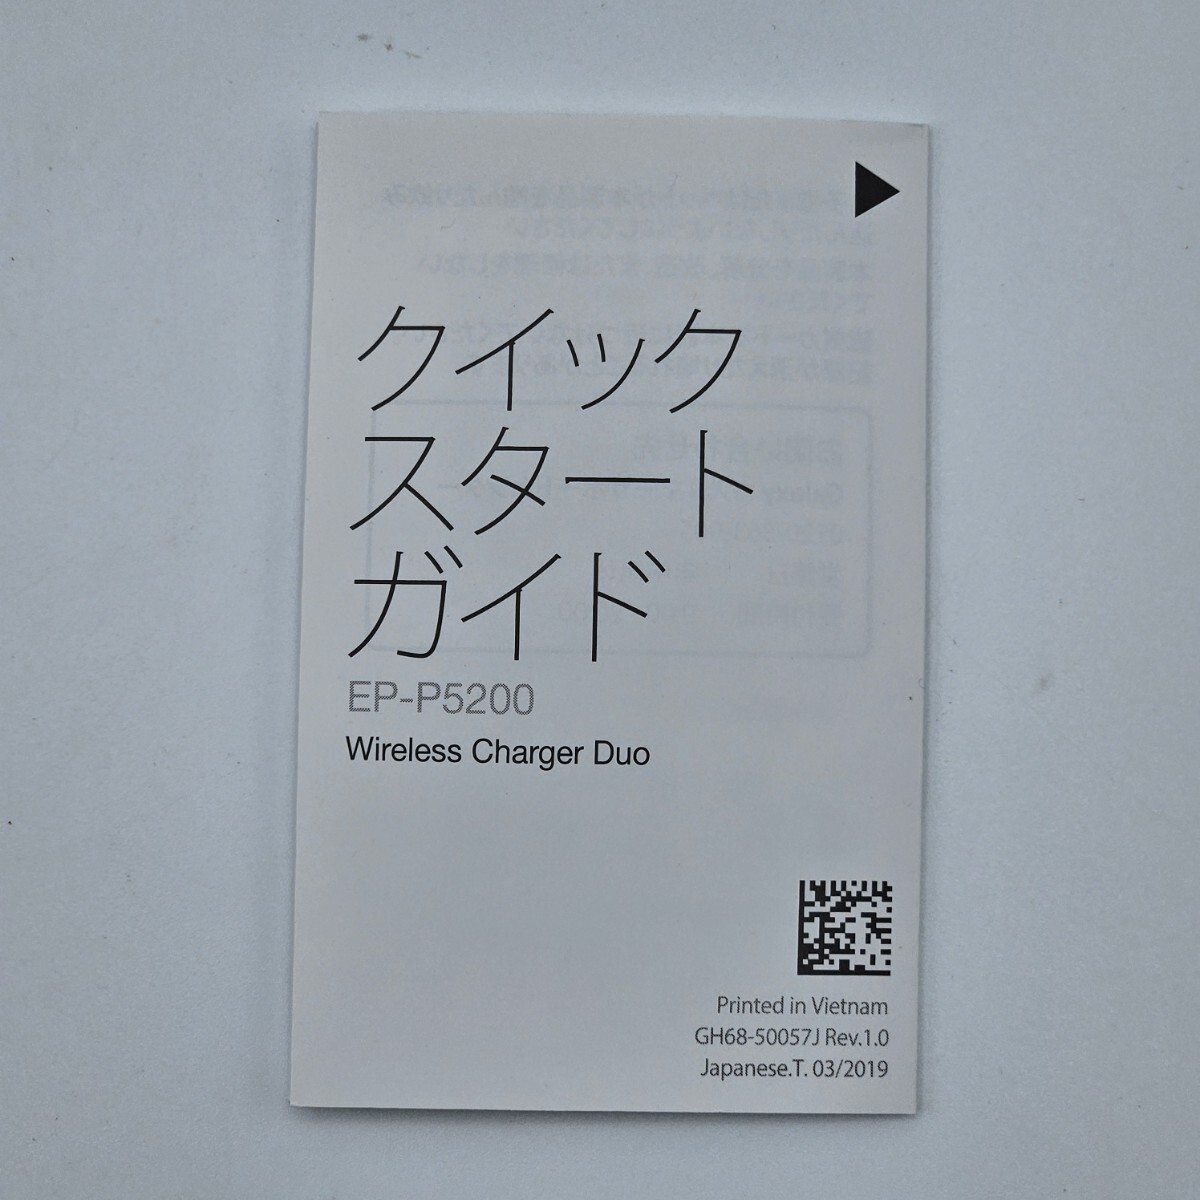 クイック
スタート
ガイド
EP-P5200
Wireless Charger Duo
Printed in Vietnam
GH68-50057J Rev.1.0
Japanese.T. 03/2019